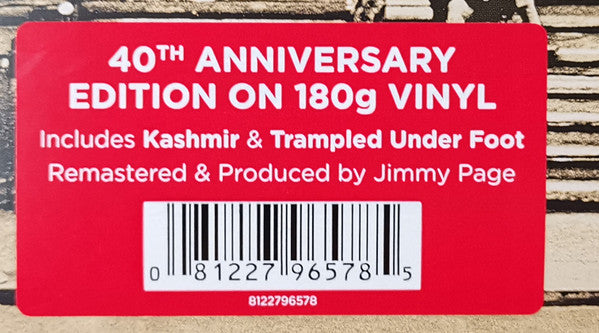 40TH ANNIVERSARY
EDITION ON 180g VINYL
Includes Kashmir & Trampled Under Foot
Remastered & Produced by Jimmy Page
0 81227 96578 5
8122796578